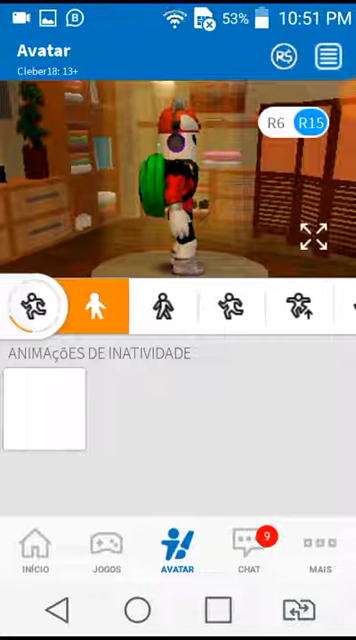 53% 10:51 PM
Avatar
Cleber18: 13+
R$
R6 R15
ANIMAçõES DE INATIVIDADE
9
INÍCIO JOGOS AVATAR CHAT MAIS